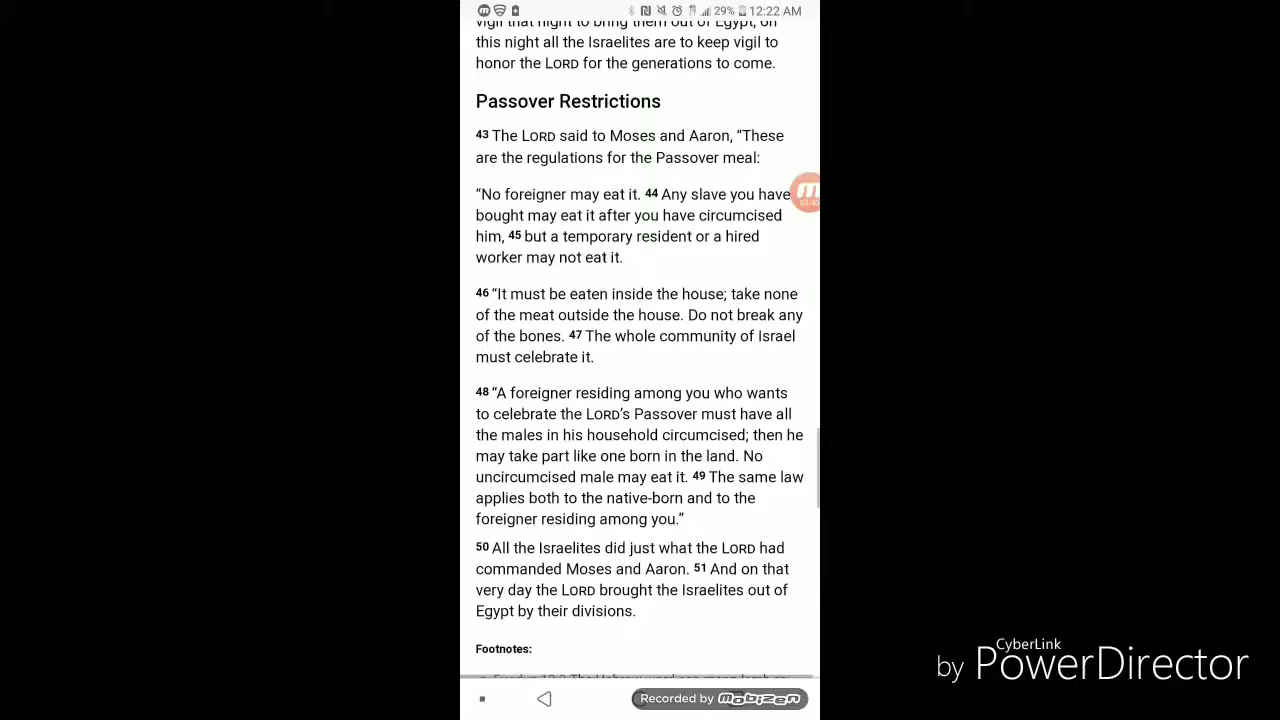 29% 12:22 AM
vigil that night to bring them out of Egypt, on
this night all the Israelites are to keep vigil to
honor the LORD for the generations to come.
Passover Restrictions
43 The LORD said to Moses and Aaron, “These
are the regulations for the Passover meal:
“No foreigner may eat it. 44 Any slave you have
bought may eat it after you have circumcised
him, 45 but a temporary resident or a hired
worker may not eat it.
46 “It must be eaten inside the house; take none
of the meat outside the house. Do not break any
of the bones. 47 The whole community of Israel
must celebrate it.
48 “A foreigner residing among you who wants
to celebrate the LORD’s Passover must have all
the males in his household circumcised; then he
may take part like one born in the land. No
uncircumcised male may eat it. 49 The same law
applies both to the native-born and to the
foreigner residing among you.”
50 All the Israelites did just what the LORD had
commanded Moses and Aaron. 51 And on that
very day the LORD brought the Israelites out of
Egypt by their divisions.
Footnotes:
Recorded by mobizen
by CyberLink PowerDirector